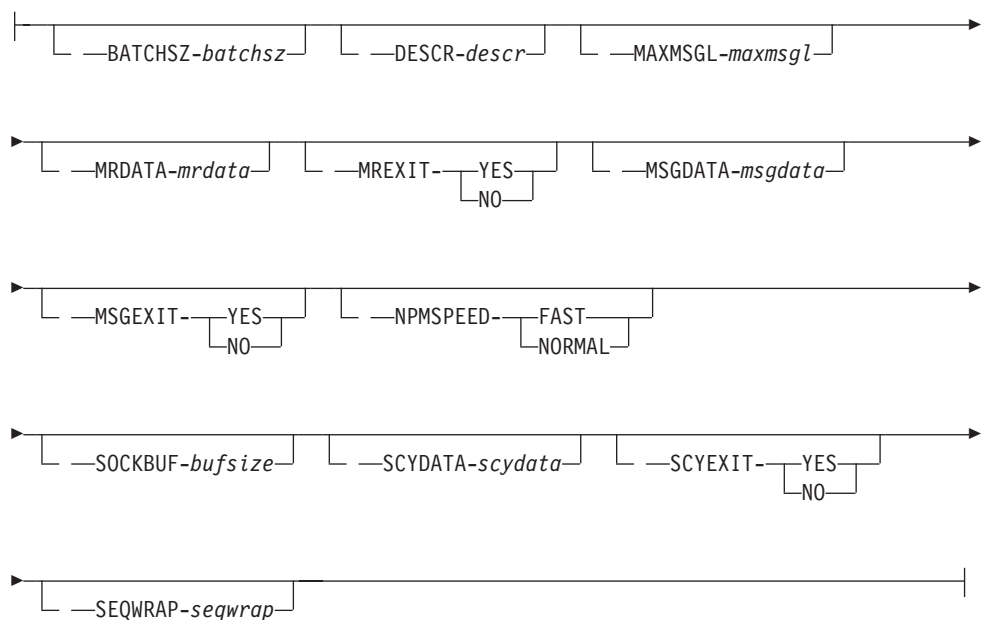 BATCHSZ-batchsz DESCR-descr MAXMSGL-maxmsgl
MRDATA-mrdata MREXIT- YES MSGDATA-msgdata
NO
MSGEXIT- YES NPMSPEED- FAST
NO NORMAL
SOCKBUF-bufsize SCYDATA-scydata SCYEXIT- YES
NO
SEQWRAP-seqwrap